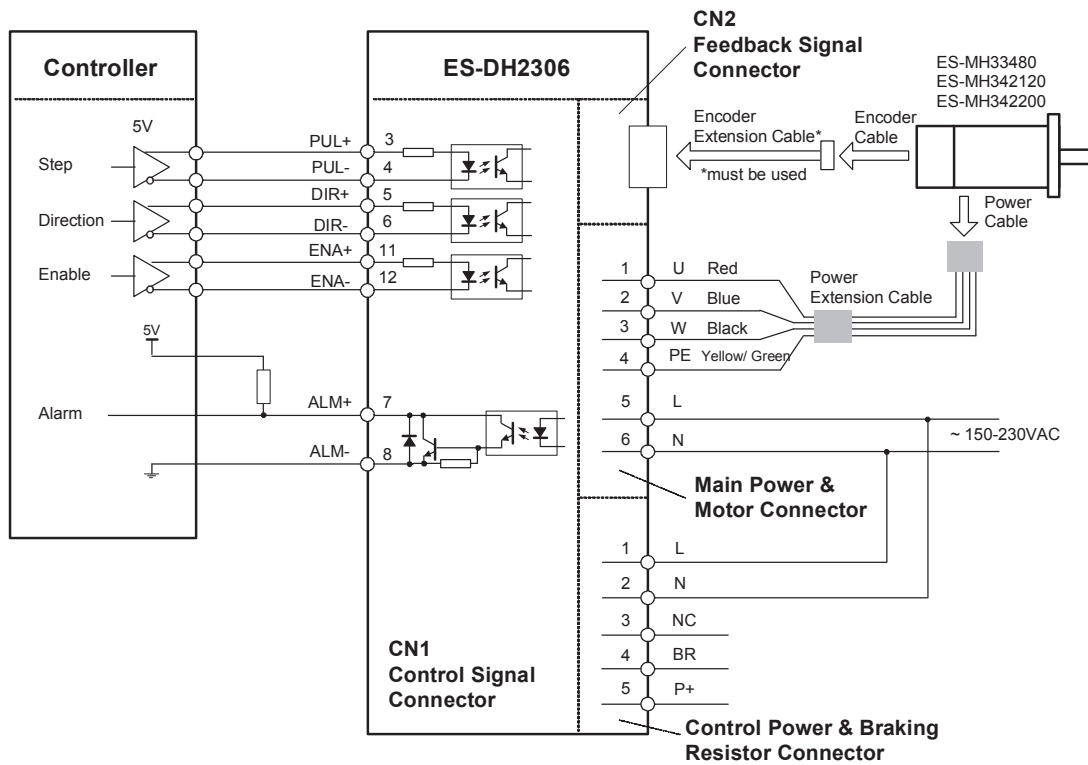 Controller
5V
Step
Direction
Enable
5V
Alarm
PUL+
PUL-
DIR+
DIR-
ENA+
ENA-
ALM+
ALM-
ES-DH2306
3
4
5
6
11
12
7
8
CN1
Control Signal
Connector
CN2
Feedback Signal
Connector
Encoder
Extension Cable*
*must be used
Encoder
Cable
ES-MH33480
ES-MH342120
ES-MH342200
Power
Cable
Power
Extension Cable
1 U Red
2 V Blue
3 W Black
4 PE Yellow/ Green
5 L
6 N
~ 150-230VAC
Main Power &
Motor Connector
1 L
2 N
3 NC
4 BR
5 P+
Control Power & Braking
Resistor Connector